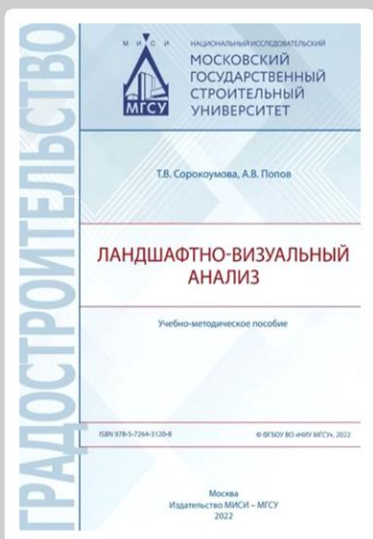 ГРАДОСТРОИТЕЛЬСТВО
М И С И
МГСУ
НАЦИОНАЛЬНЫЙ ИССЛЕДОВАТЕЛЬСКИЙ
МОСКОВСКИЙ
ГОСУДАРСТВЕННЫЙ
СТРОИТЕЛЬНЫЙ
УНИВЕРСИТЕТ
Т.В. Сорокоумова, А.В. Попов
ЛАНДШАФТНО-ВИЗУАЛЬНЫЙ
АНАЛИЗ
Учебно-методическое пособие
ISBN 978-5-7264-3120-8
© ФГБОУ ВО «НИУ МГСУ», 2022
Москва
Издательство МИСИ – МГСУ
2022